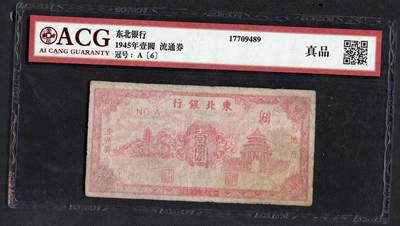 ACG
AI CANG GUARANTY
东北银行
1945年壹圆 流通券
冠号：A［6］
17709489
真品
行銀北東
NO A
圓壹